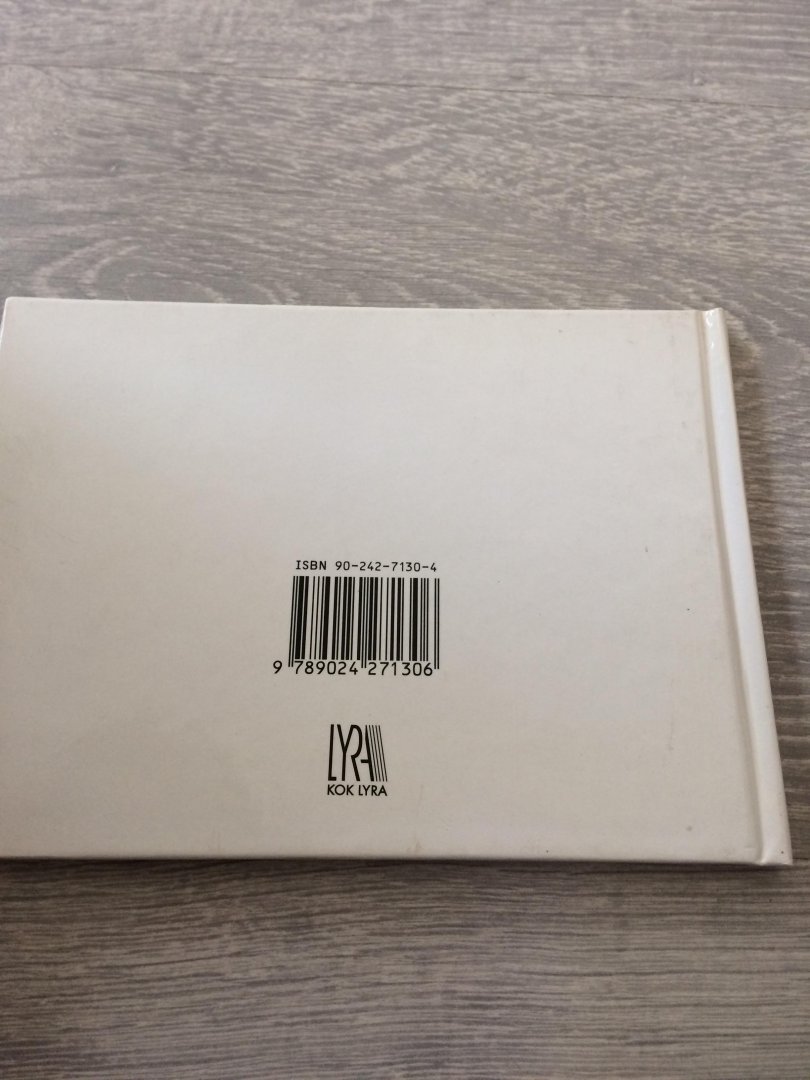 ISBN 90-242-7130-4
9 789024 271306
LYRA
KOK LYRA